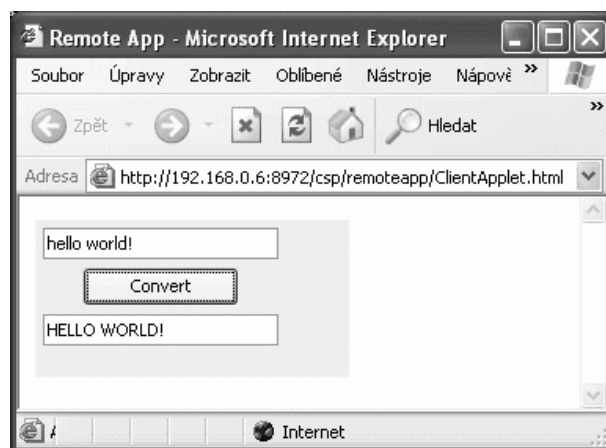 Remote App - Microsoft Internet Explorer
Soubor Úpravy Zobrazit Oblíbené Nástroje Nápově »
Zpět Hledat »
Adresa http://192.168.0.6:8972/csp/remoteapp/ClientApplet.html
hello world!
Convert
HELLO WORLD!
Internet